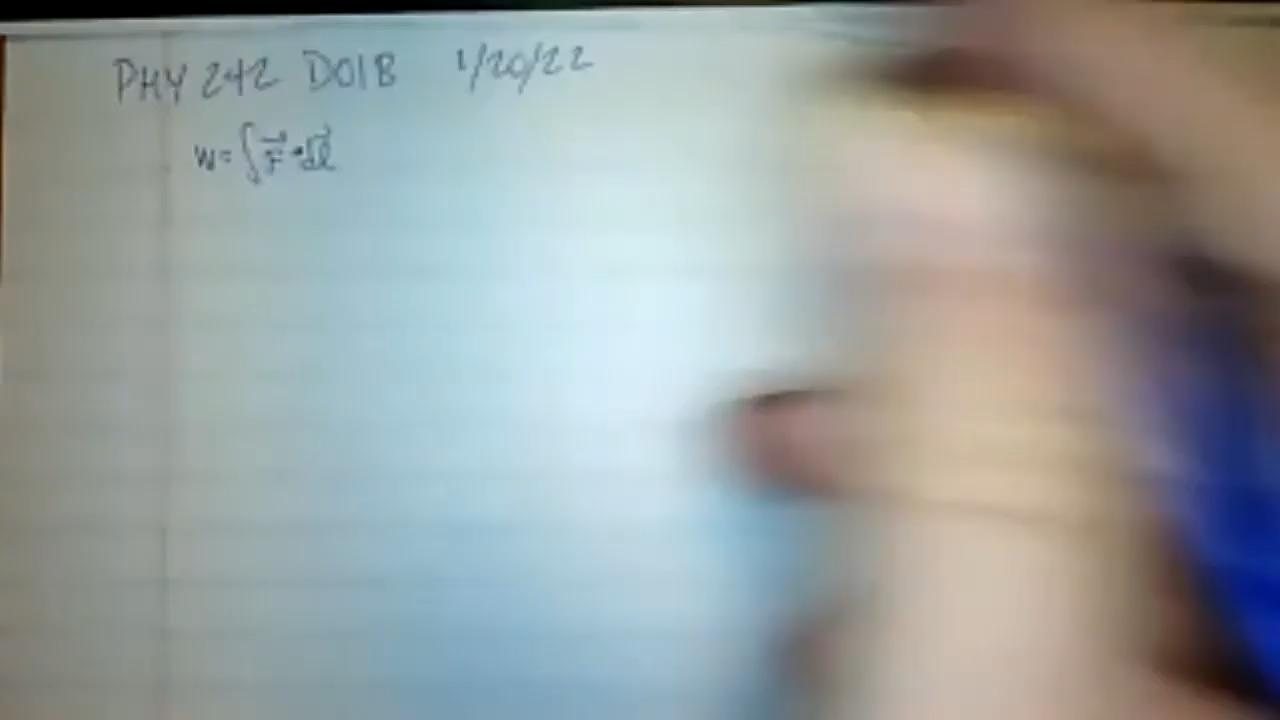 PHY 242 D01B 1/20/22
W = ∫ F⃗ • dl⃗